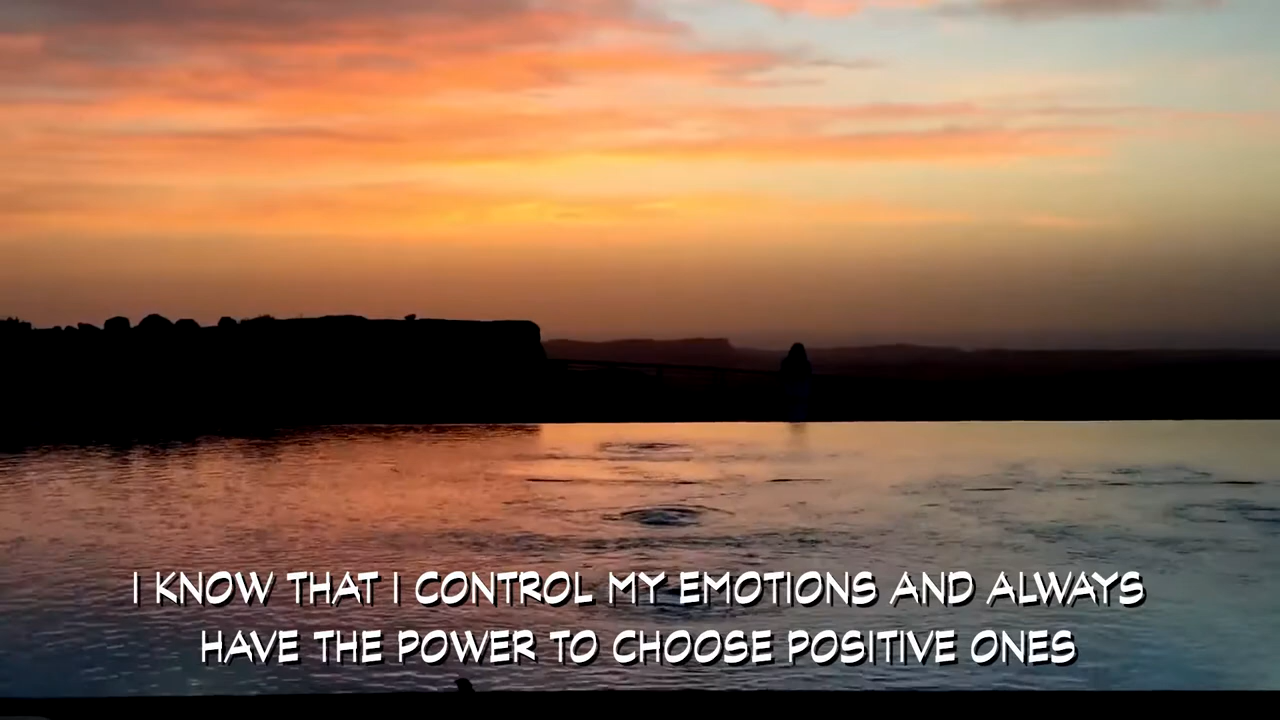 I KNOW THAT I CONTROL MY EMOTIONS AND ALWAYS
HAVE THE POWER TO CHOOSE POSITIVE ONES